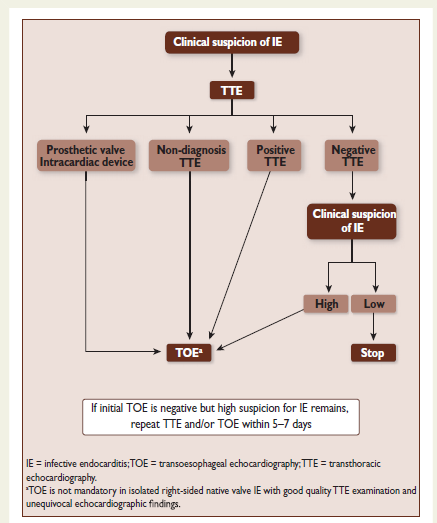 Clinical suspicion of IE
TTE
Prosthetic valve
Intracardiac device
Non-diagnosis
TTE
Positive
TTE
Negative
TTE
Clinical suspicion
of IE
High
Low
TOEᵃ
Stop
If initial TOE is negative but high suspicion for IE remains,
repeat TTE and/or TOE within 5–7 days
IE = infective endocarditis; TOE = transoesophageal echocardiography; TTE = transthoracic
echocardiography.
ᵃTOE is not mandatory in isolated right-sided native valve IE with good quality TTE examination and
unequivocal echocardiographic findings.